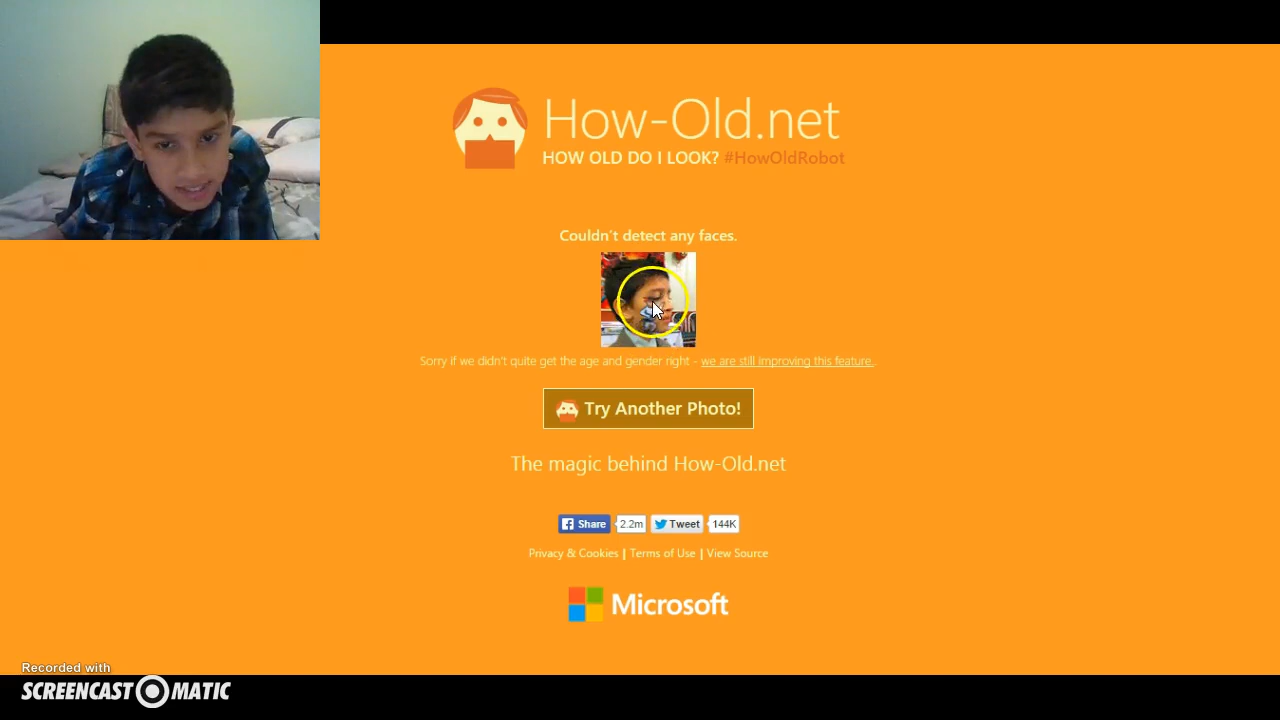 How-Old.net
HOW OLD DO I LOOK? #HowOldRobot
Couldn't detect any faces.
Sorry if we didn't quite get the age and gender right - we are still improving this feature.
Try Another Photo!
The magic behind How-Old.net
Share 2.2m Tweet 144K
Privacy & Cookies | Terms of Use | View Source
Microsoft
Recorded with
SCREENCAST MATIC